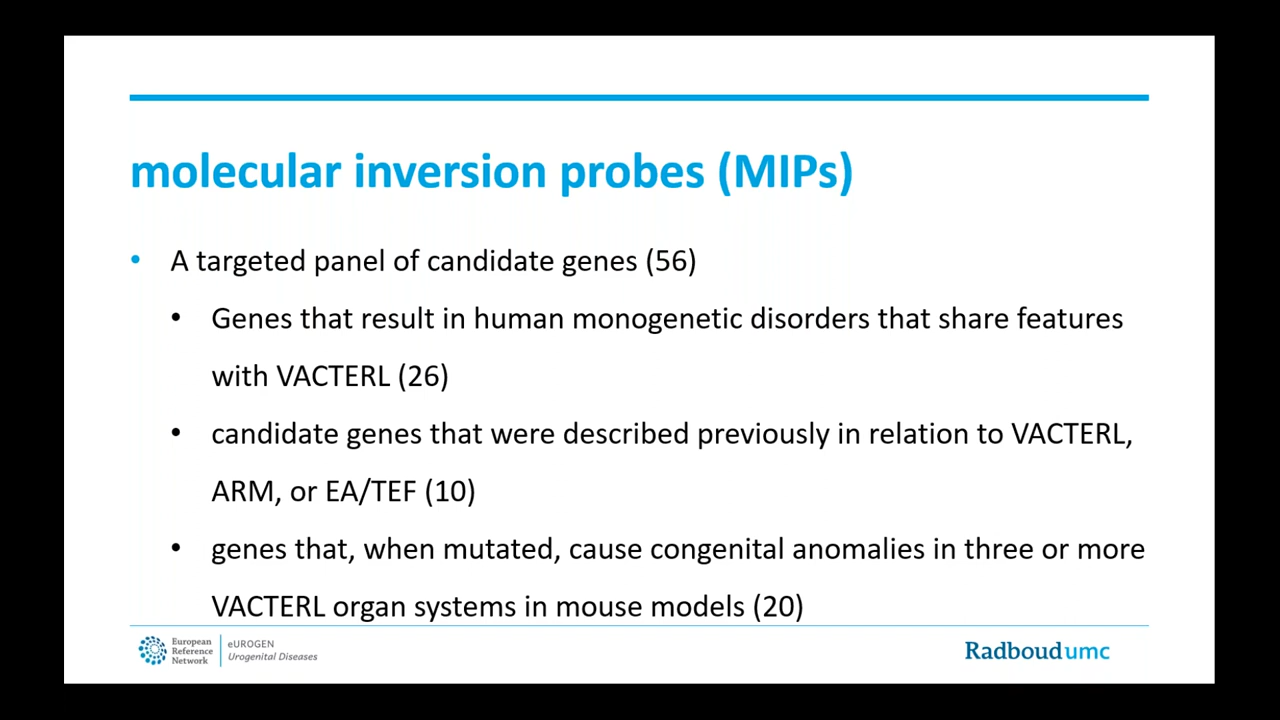 molecular inversion probes (MIPs)
• A targeted panel of candidate genes (56)
• Genes that result in human monogenetic disorders that share features
with VACTERL (26)
• candidate genes that were described previously in relation to VACTERL,
ARM, or EA/TEF (10)
• genes that, when mutated, cause congenital anomalies in three or more
VACTERL organ systems in mouse models (20)
European
Reference
Network
eUROGEN
Urogenital Diseases
Radboudumc